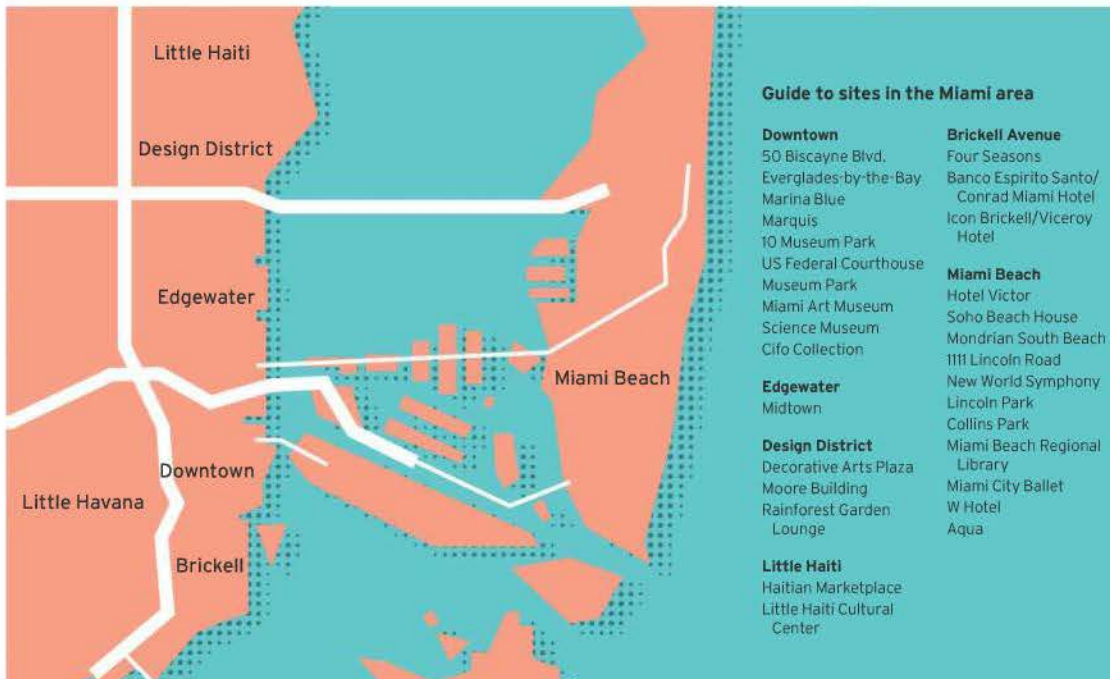 Little Haiti
Design District
Edgewater
Miami Beach
Downtown
Little Havana
Brickell
Guide to sites in the Miami area
Downtown
50 Biscayne Blvd.
Everglades-by-the-Bay
Marina Blue
Marquis
10 Museum Park
US Federal Courthouse
Museum Park
Miami Art Museum
Science Museum
Cifo Collection
Edgewater
Midtown
Design District
Decorative Arts Plaza
Moore Building
Rainforest Garden
Lounge
Little Haiti
Haitian Marketplace
Little Haiti Cultural
Center
Brickell Avenue
Four Seasons
Banco Espirito Santo/
Conrad Miami Hotel
Icon Brickell/Viceroy
Hotel
Miami Beach
Hotel Victor
Soho Beach House
Mondrian South Beach
1111 Lincoln Road
New World Symphony
Lincoln Park
Collins Park
Miami Beach Regional
Library
Miami City Ballet
W Hotel
Aqua